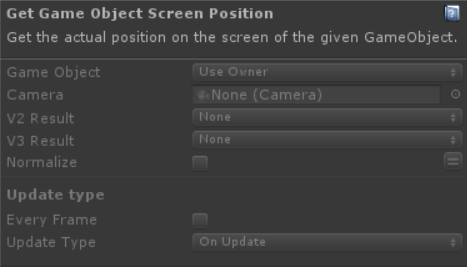 Get Game Object Screen Position
Get the actual position on the screen of the given GameObject.
Game Object Use Owner
Camera None (Camera)
V2 Result None
V3 Result None
Normalize
Update type
Every Frame
Update Type On Update